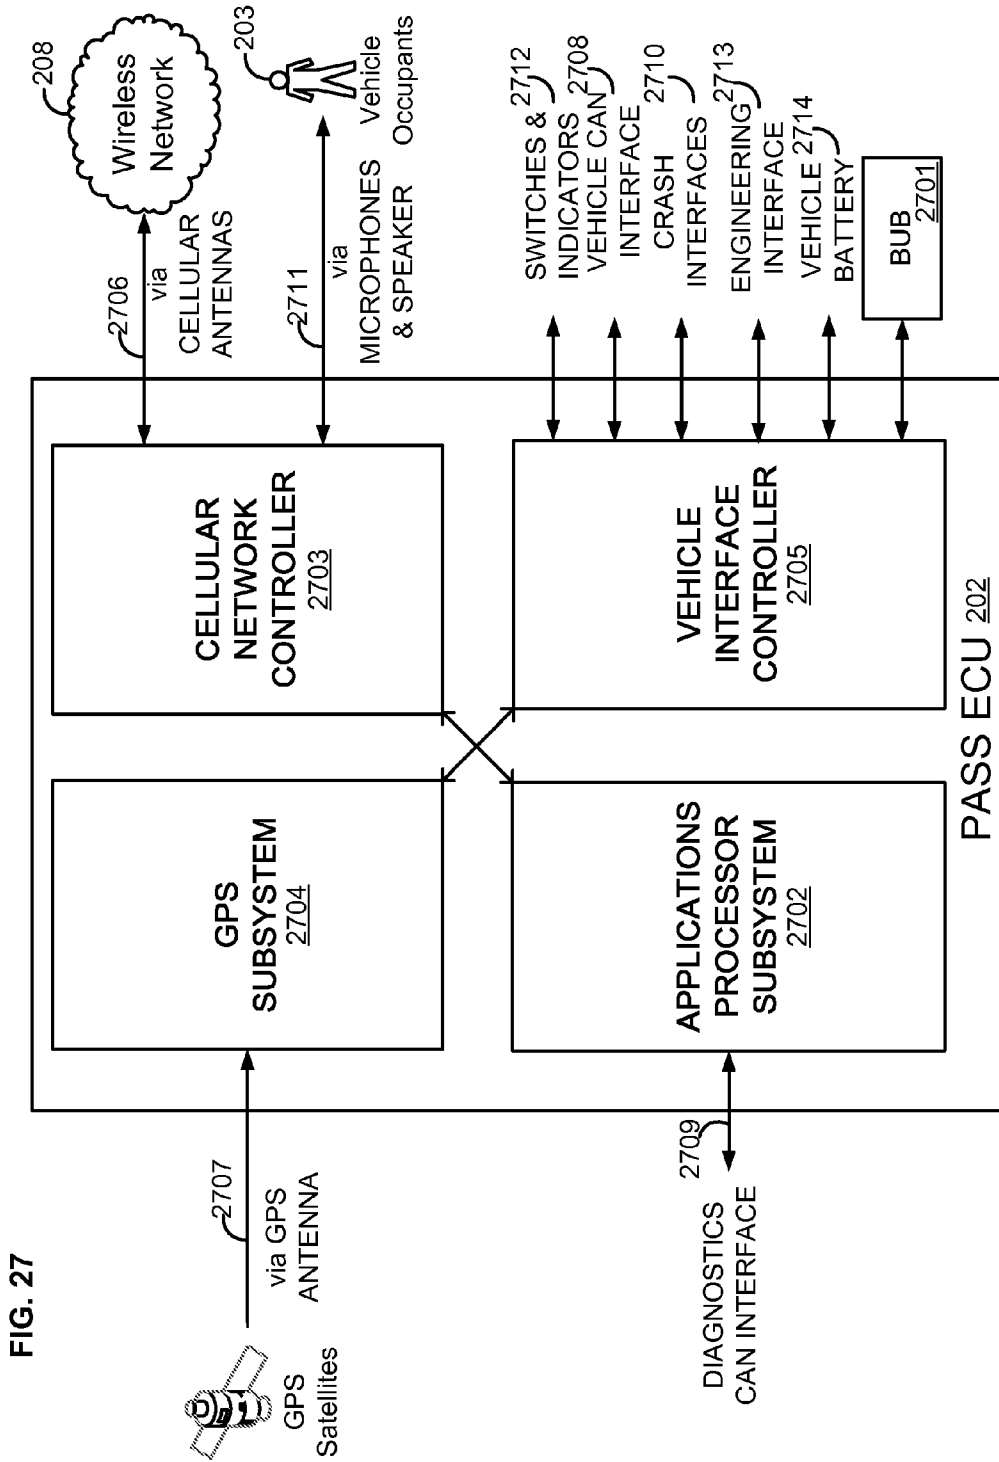 FIG. 27
GPS
Satellites
2707
via GPS
ANTENNA
GPS
SUBSYSTEM
2704
CELLULAR
NETWORK
CONTROLLER
2703
2706
via
CELLULAR
ANTENNAS
208
Wireless
Network
2711
via
MICROPHONES
& SPEAKER
203
Vehicle
Occupants
DIAGNOSTICS
CAN INTERFACE
2709
APPLICATIONS
PROCESSOR
SUBSYSTEM
2702
VEHICLE
INTERFACE
CONTROLLER
2705
SWITCHES & 2712
INDICATORS
VEHICLE CAN 2708
INTERFACE
CRASH 2710
INTERFACES
ENGINEERING 2713
INTERFACE
VEHICLE 2714
BATTERY
BUB
2701
PASS ECU 202